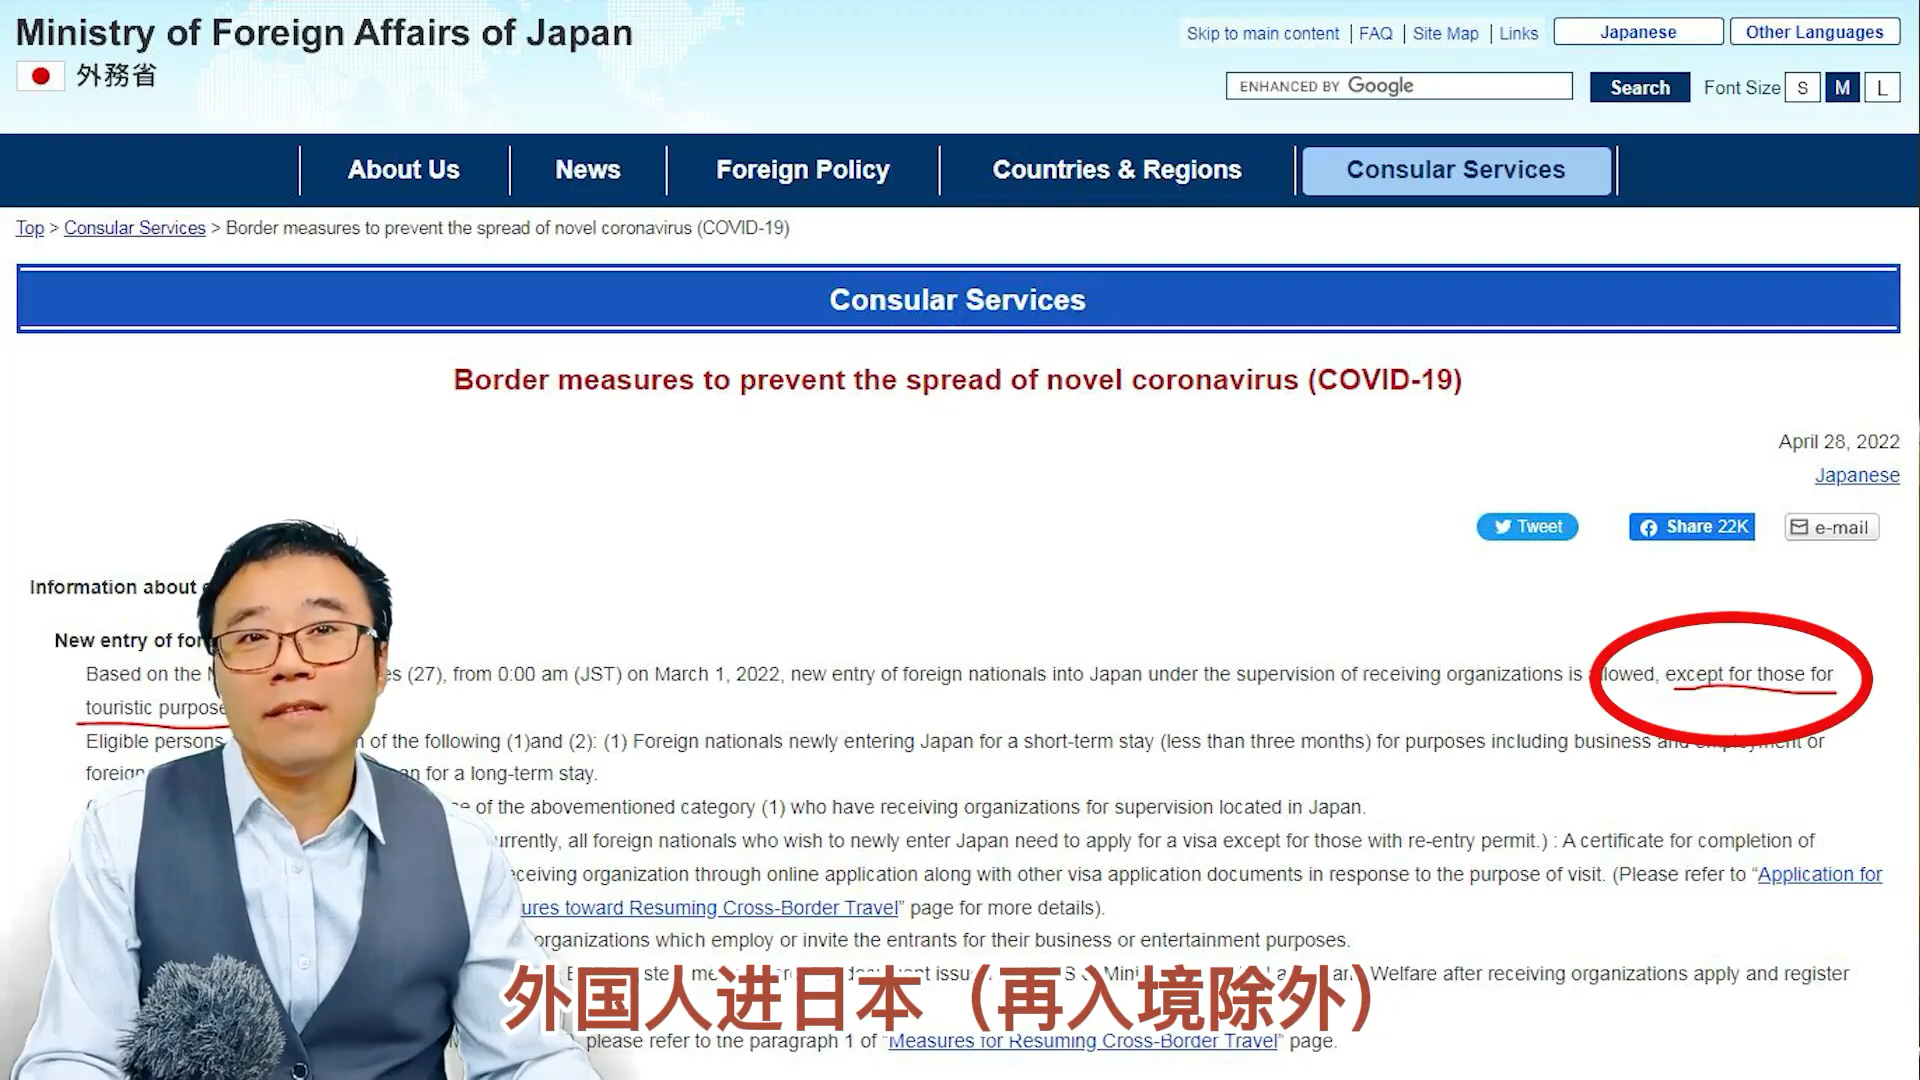 Ministry of Foreign Affairs of Japan
外務省
Skip to main content FAQ Site Map Links Japanese Other Languages
ENHANCED BY Google Search Font Size S M L
About Us News Foreign Policy Countries & Regions Consular Services
Top > Consular Services > Border measures to prevent the spread of novel coronavirus (COVID-19)
Consular Services
Border measures to prevent the spread of novel coronavirus (COVID-19)
April 28, 2022
Japanese
Tweet Share 22K e-mail
Information about
New entry of
Based on the (27), from 0:00 am (JST) on March 1, 2022, new entry of foreign nationals into Japan under the supervision of receiving organizations is allowed, except for those for
touristic
Eligible persons of the following (1)and (2): (1) Foreign nationals newly entering Japan for a short-term stay (less than three months) for purposes including business and employment or
foreign for a long-term stay.
of the abovementioned category (1) who have receiving organizations for supervision located in Japan.
all foreign nationals who wish to newly enter Japan need to apply for a visa except for those with re-entry permit.) : A certificate for completion of
receiving organization through online application along with other visa application documents in response to the purpose of visit. (Please refer to “Application for
toward Resuming Cross-Border Travel” page for more details).
organizations which employ or invite the entrants for their business or entertainment purposes.
Welfare after receiving organizations apply and register
外国人进日本（再入境除外）
please refer to the paragraph 1 of “Measures for Resuming Cross-Border Travel” page.